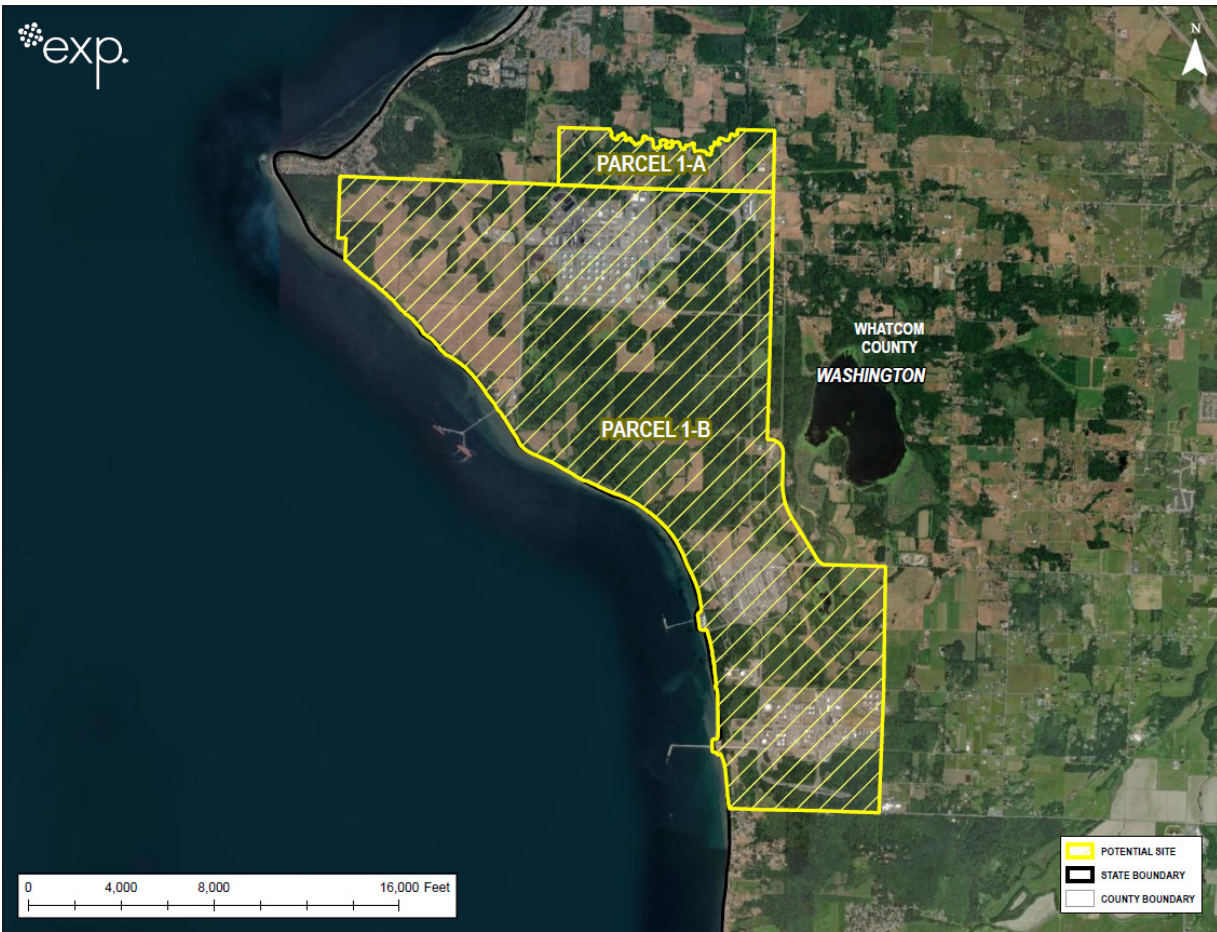 exp.
N
PARCEL 1-A
WHATCOM
COUNTY
WASHINGTON
PARCEL 1-B
0 4,000 8,000 16,000 Feet
POTENTIAL SITE
STATE BOUNDARY
COUNTY BOUNDARY